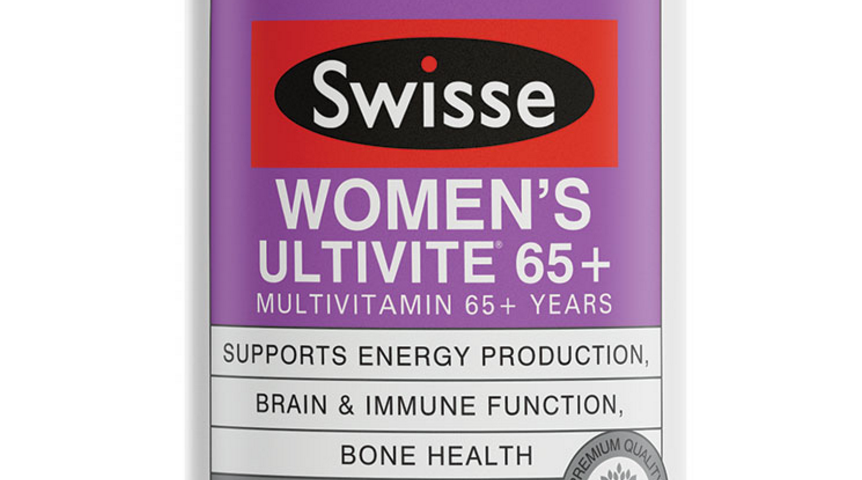 Swisse
WOMEN'S
ULTIVITE® 65+
MULTIVITAMIN 65+ YEARS
SUPPORTS ENERGY PRODUCTION,
BRAIN & IMMUNE FUNCTION,
BONE HEALTH
PREMIUM QUALITY